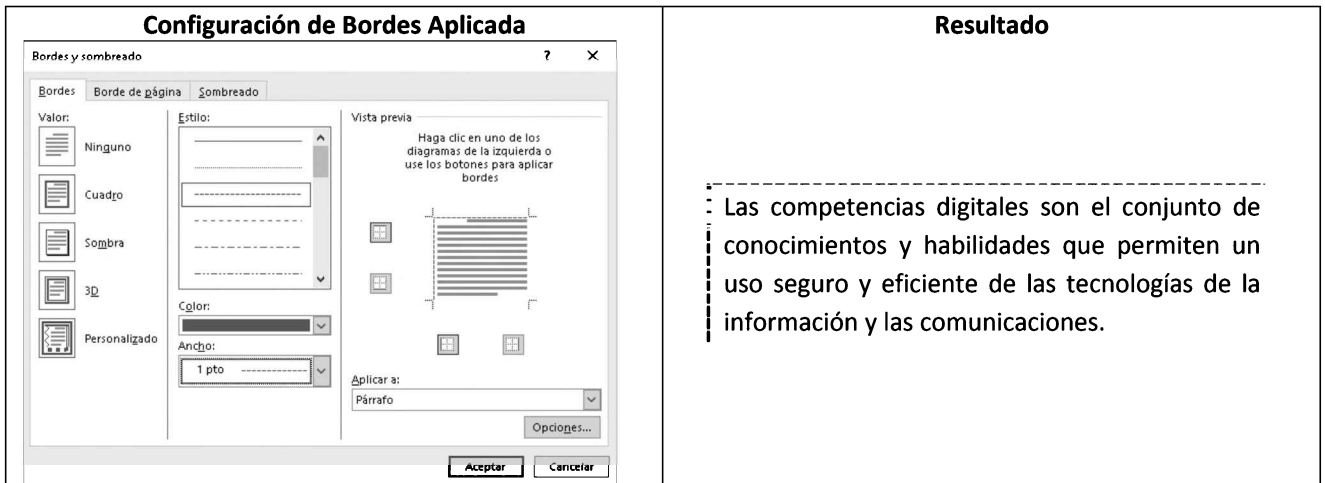 Configuración de Bordes Aplicada
Bordes y sombreado
? ×
Bordes
Borde de página
Sombreado
Valor:
Ninguno
Cuadro
Sombra
3D
Personalizado
Estilo:
Color:
Ancho:
1 pto
Vista previa
Haga clic en uno de los
diagramas de la izquierda o
use los botones para aplicar
bordes
Aplicar a:
Párrafo
Opciones...
Aceptar
Cancelar
Resultado
Las competencias digitales son el conjunto de
conocimientos y habilidades que permiten un
uso seguro y eficiente de las tecnologías de la
información y las comunicaciones.